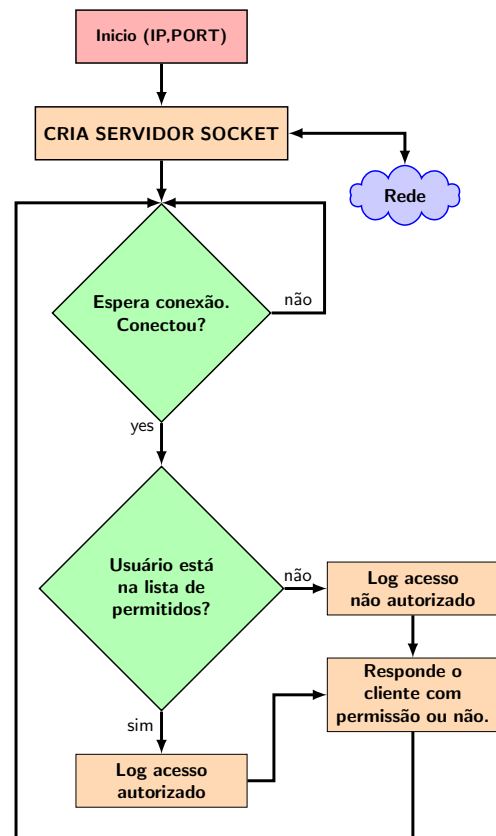 Inicio (IP,PORT)
CRIA SERVIDOR SOCKET
Rede
Espera conexão.
Conectou?
não
yes
Usuário está
na lista de
permitidos?
não
Log acesso
não autorizado
Responde o
cliente com
permissão ou não.
sim
Log acesso
autorizado